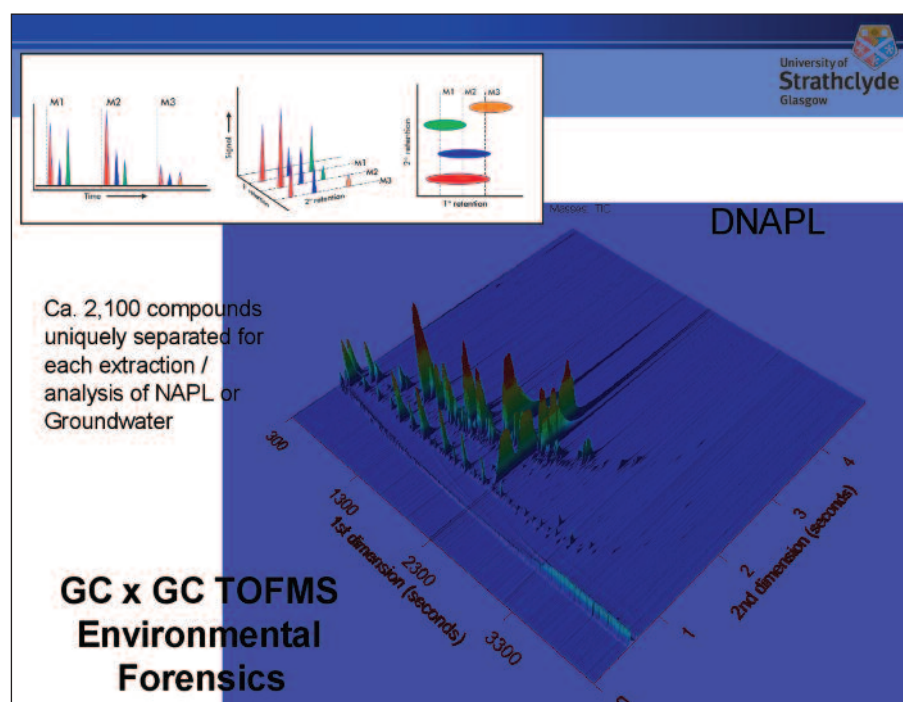 University of
Strathclyde
Glasgow
M1
M2
M3
Time
Signal
1° retention
2° retention
M1
M2
M3
M1
M2
M3
2° retention
1° retention
Masses: TIC
DNAPL
Ca. 2,100 compounds
uniquely separated for
each extraction /
analysis of NAPL or
Groundwater
300
1300
2300
3300
1st dimension (seconds)
0
1
2
3
4
2nd dimension (seconds)
GC x GC TOFMS
Environmental
Forensics